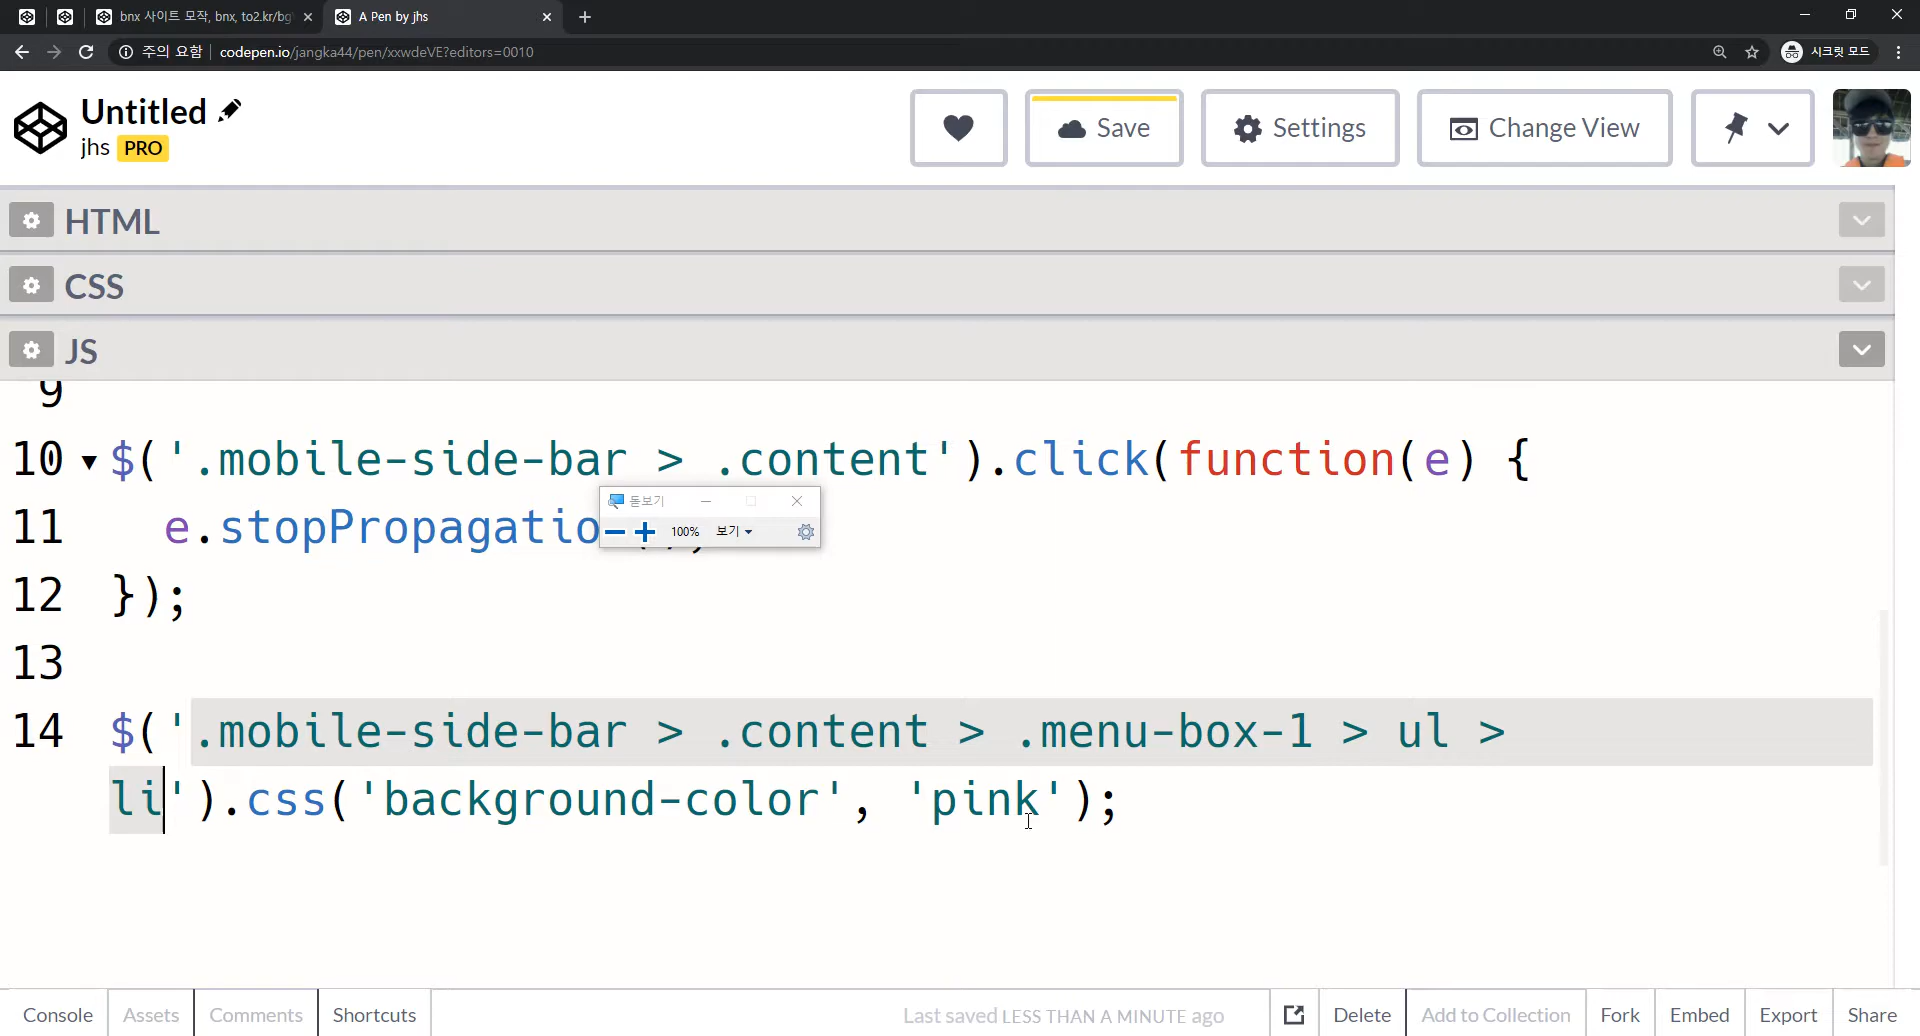 bnx 사이트 모작, bnx, to2.kr/bg
A Pen by jhs
주의 요함
codepen.io/jangka44/pen/xxwdeVE?editors=0010
시크릿 모드
Untitled
jhs PRO
Save
Settings
Change View
HTML
CSS
JS
9
10 $('.mobile-side-bar > .content').click(function(e) {
11 e.stopPropagatio
돋보기
100% 보기
12 });
13
14 $('.mobile-side-bar > .content > .menu-box-1 > ul >
li').css('background-color', 'pink');
Console Assets Comments Shortcuts Last saved LESS THAN A MINUTE ago Delete Add to Collection Fork Embed Export Share